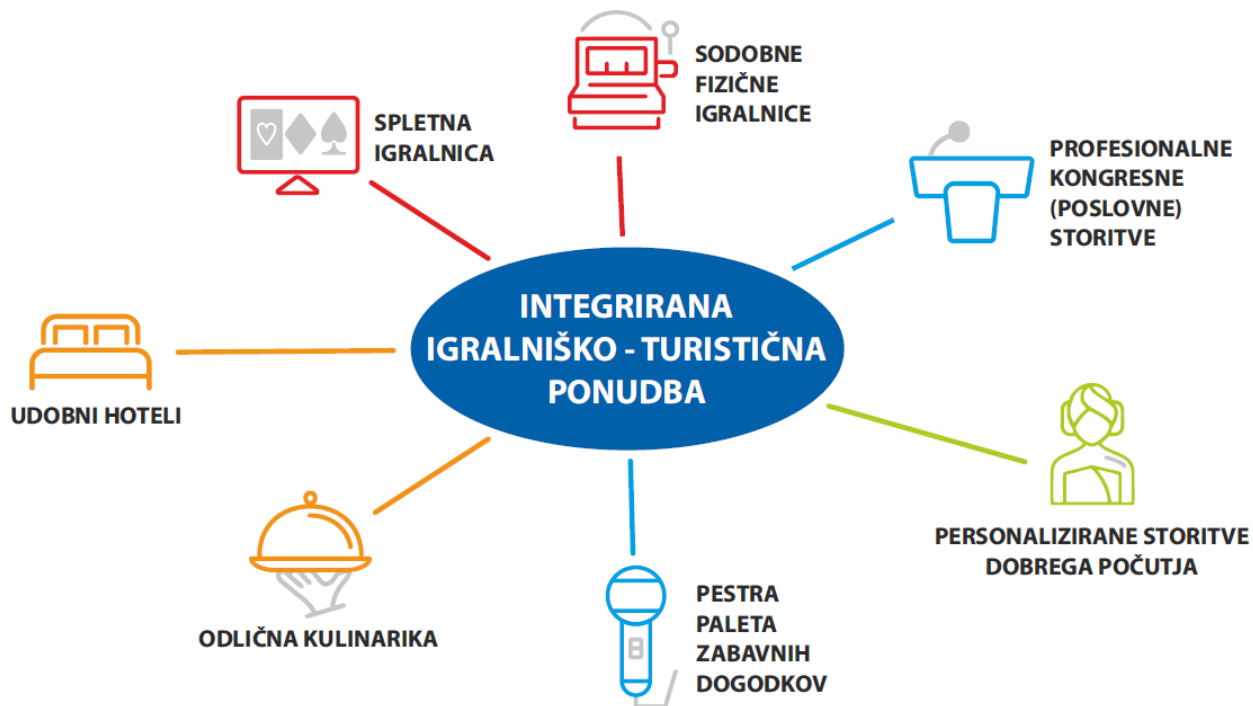 SODOBNE
FIZIČNE
IGRALNICE
SPLETNA
IGRALNICA
PROFESIONALNE
KONGRESNE
(POSLOVNE)
STORITVE
INTEGRIRANA
IGRALNIŠKO - TURISTIČNA
PONUDBA
UDOBNI HOTELI
PERSONALIZIRANE STORITVE
DOBREGA POČUTJA
ODLIČNA KULINARIKA
PESTRA
PALETA
ZABAVNIH
DOGODKOV